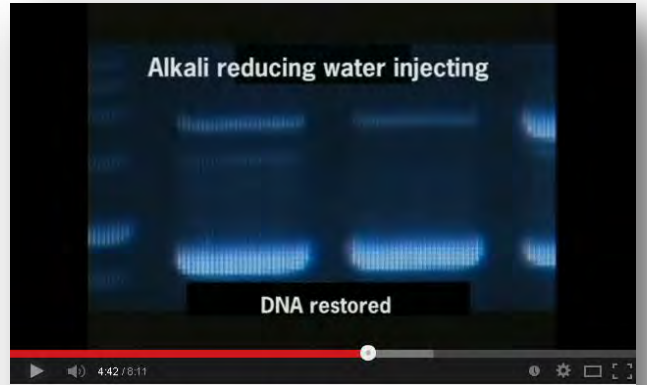 Alkali reducing water injecting
DNA restored
4:42 / 8:11